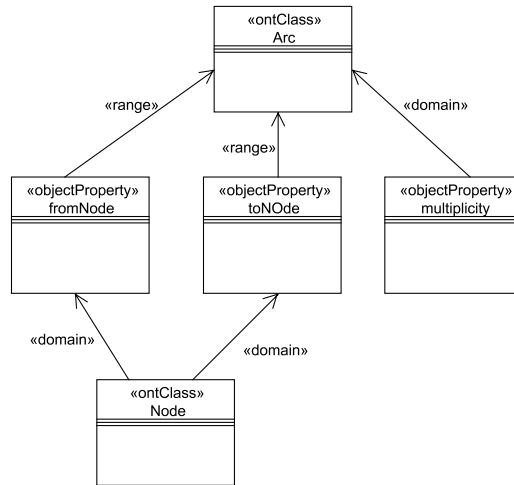 «ontClass»
Arc
«range»
«domain»
«range»
«objectProperty»
fromNode
«objectProperty»
toNOde
«objectProperty»
multiplicity
«domain»
«domain»
«ontClass»
Node